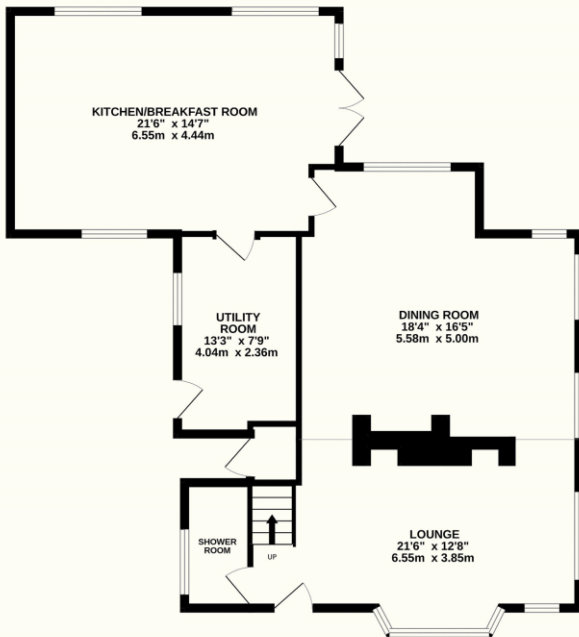 KITCHEN/BREAKFAST ROOM
21'6" x 14'7"
6.55m x 4.44m
UTILITY
ROOM
13'3" x 7'9"
4.04m x 2.36m
DINING ROOM
18'4" x 16'5"
5.58m x 5.00m
SHOWER
ROOM
UP
LOUNGE
21'6" x 12'8"
6.55m x 3.85m